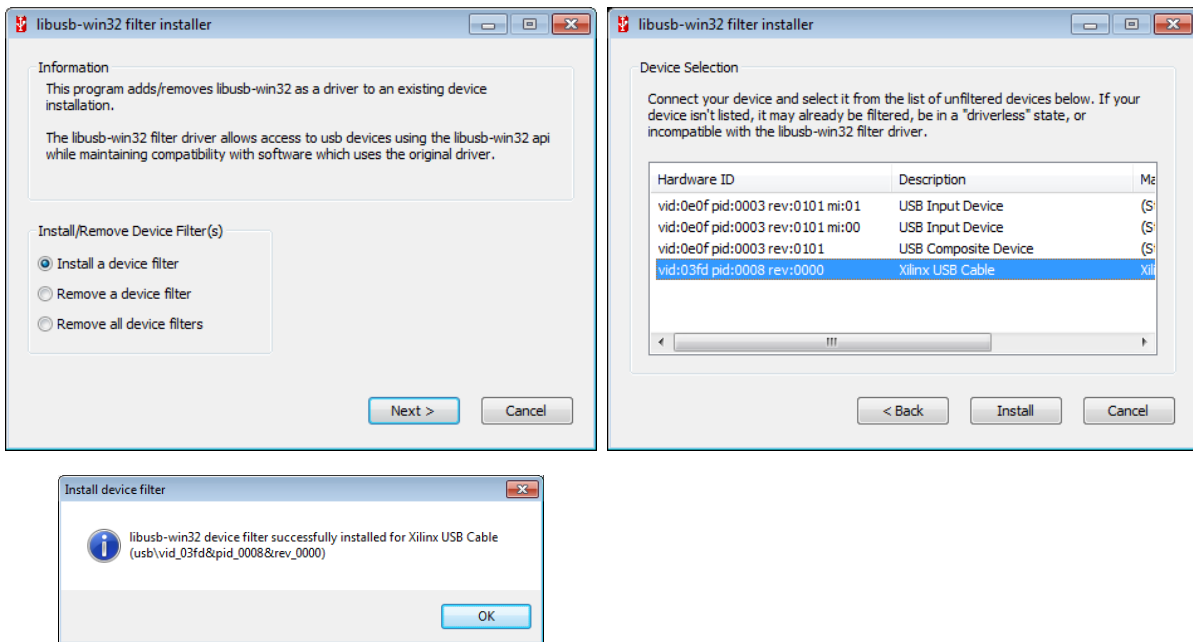 libusb-win32 filter installer
Information
This program adds/removes libusb-win32 as a driver to an existing device
installation.
The libusb-win32 filter driver allows access to usb devices using the libusb-win32 api
while maintaining compatibility with software which uses the original driver.
Install/Remove Device Filter(s)
Install a device filter
Remove a device filter
Remove all device filters
Next >
Cancel
libusb-win32 filter installer
Device Selection
Connect your device and select it from the list of unfiltered devices below. If your
device isn't listed, it may already be filtered, be in a "driverless" state, or
incompatible with the libusb-win32 filter driver.
Hardware ID Description
vid:0e0f pid:0003 rev:0101 mi:01 USB Input Device
vid:0e0f pid:0003 rev:0101 mi:00 USB Input Device
vid:0e0f pid:0003 rev:0101 USB Composite Device
vid:03fd pid:0008 rev:0000 Xilinx USB Cable
< Back
Install
Cancel
Install device filter
libusb-win32 device filter successfully installed for Xilinx USB Cable
(usb\vid_03fd&pid_0008&rev_0000)
OK